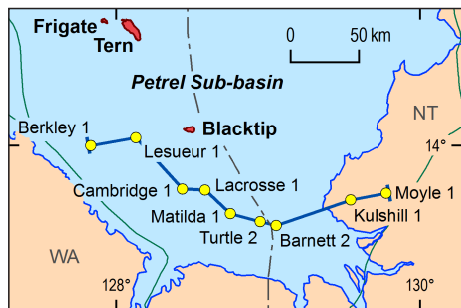 Frigate
Tern
0 50 km
Petrel Sub-basin
NT
Berkley 1
Blacktip
14°
Lesueur 1
Cambridge 1
Lacrosse 1
Moyle 1
Matilda 1
Kulshill 1
Turtle 2
Barnett 2
WA
128°
130°